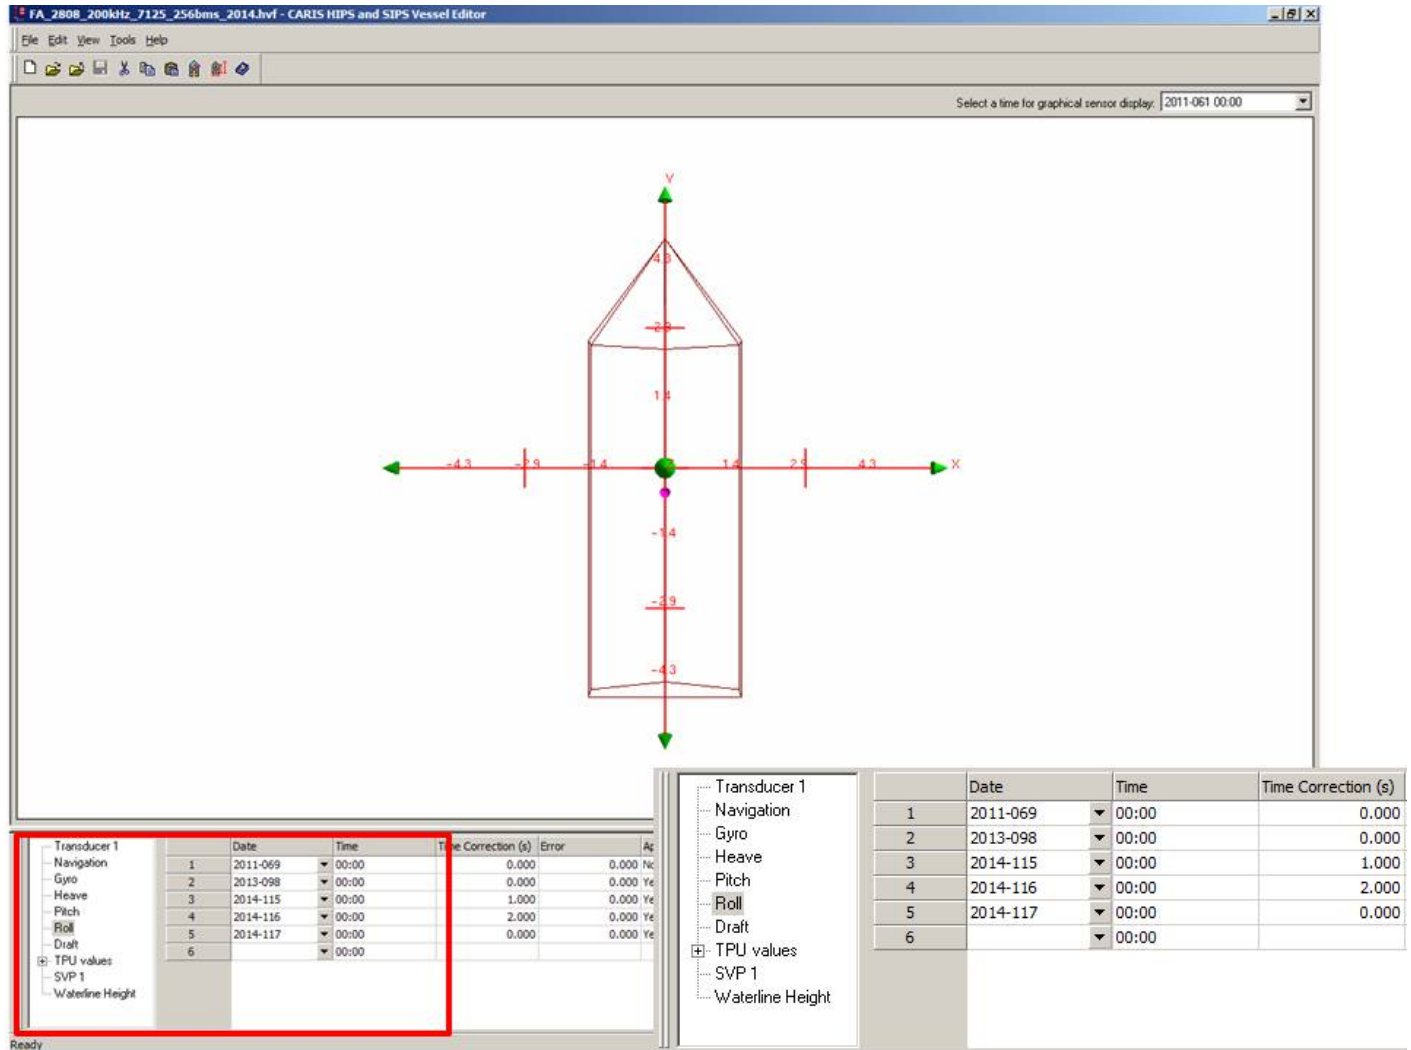 FA_2808_200kHz_7125_256bms_2014.hvf - CARIS HIPS and SIPS Vessel Editor
File Edit View Tools Help
Select a time for graphical sensor display: 2011-061 00:00
Y
4.3
2.9
1.4
-4.3 -2.9 -1.4 1.4 2.9 4.3 X
-1.4
-2.9
-4.3
Transducer 1
Navigation
Gyro
Heave
Pitch
Roll
Draft
TPU values
SVP 1
Waterline Height
Date Time Time Correction (s) Error Ap
1 2011-069 00:00 0.000 0.000 No
2 2013-098 00:00 0.000 0.000 Ye
3 2014-115 00:00 1.000 0.000 Ye
4 2014-116 00:00 2.000 0.000 Ye
5 2014-117 00:00 0.000 0.000 Ye
6 00:00
Transducer 1
Navigation
Gyro
Heave
Pitch
Roll
Draft
TPU values
SVP 1
Waterline Height
Date Time Time Correction (s)
1 2011-069 00:00 0.000
2 2013-098 00:00 0.000
3 2014-115 00:00 1.000
4 2014-116 00:00 2.000
5 2014-117 00:00 0.000
6 00:00
Ready